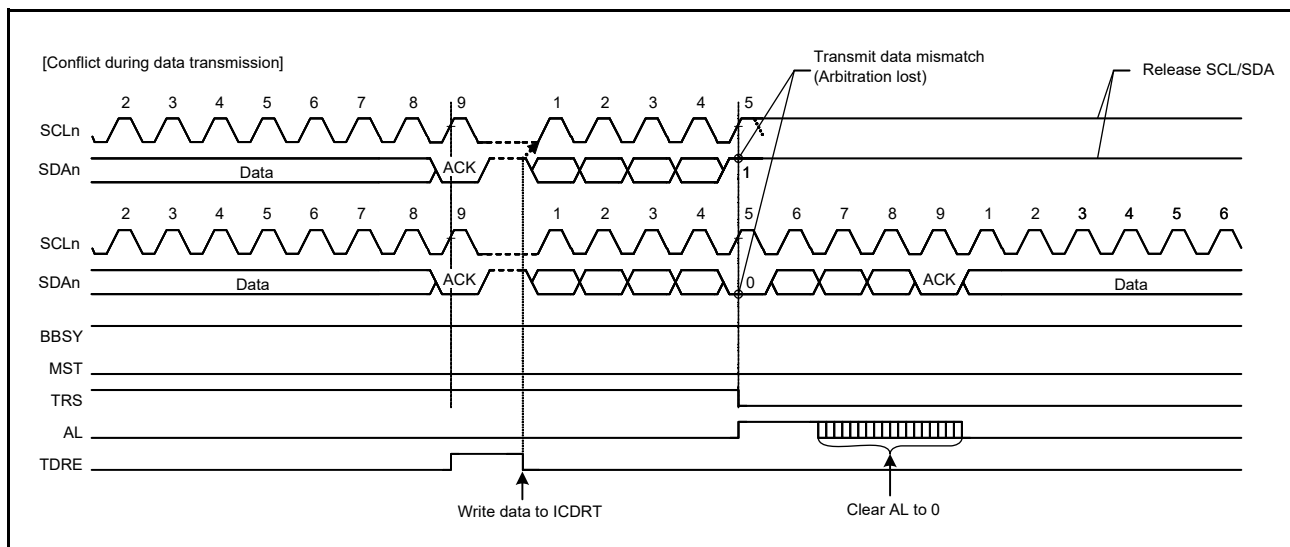 [Conflict during data transmission]
Transmit data mismatch
(Arbitration lost)
Release SCL/SDA
2 3 4 5 6 7 8 9 1 2 3 4 5
SCLn
SDAn Data ACK 1
2 3 4 5 6 7 8 9 1 2 3 4 5 6 7 8 9 1 2 3 4 5 6
SCLn
SDAn Data ACK 0 ACK Data
BBSY
MST
TRS
AL
TDRE
Write data to ICDRT
Clear AL to 0